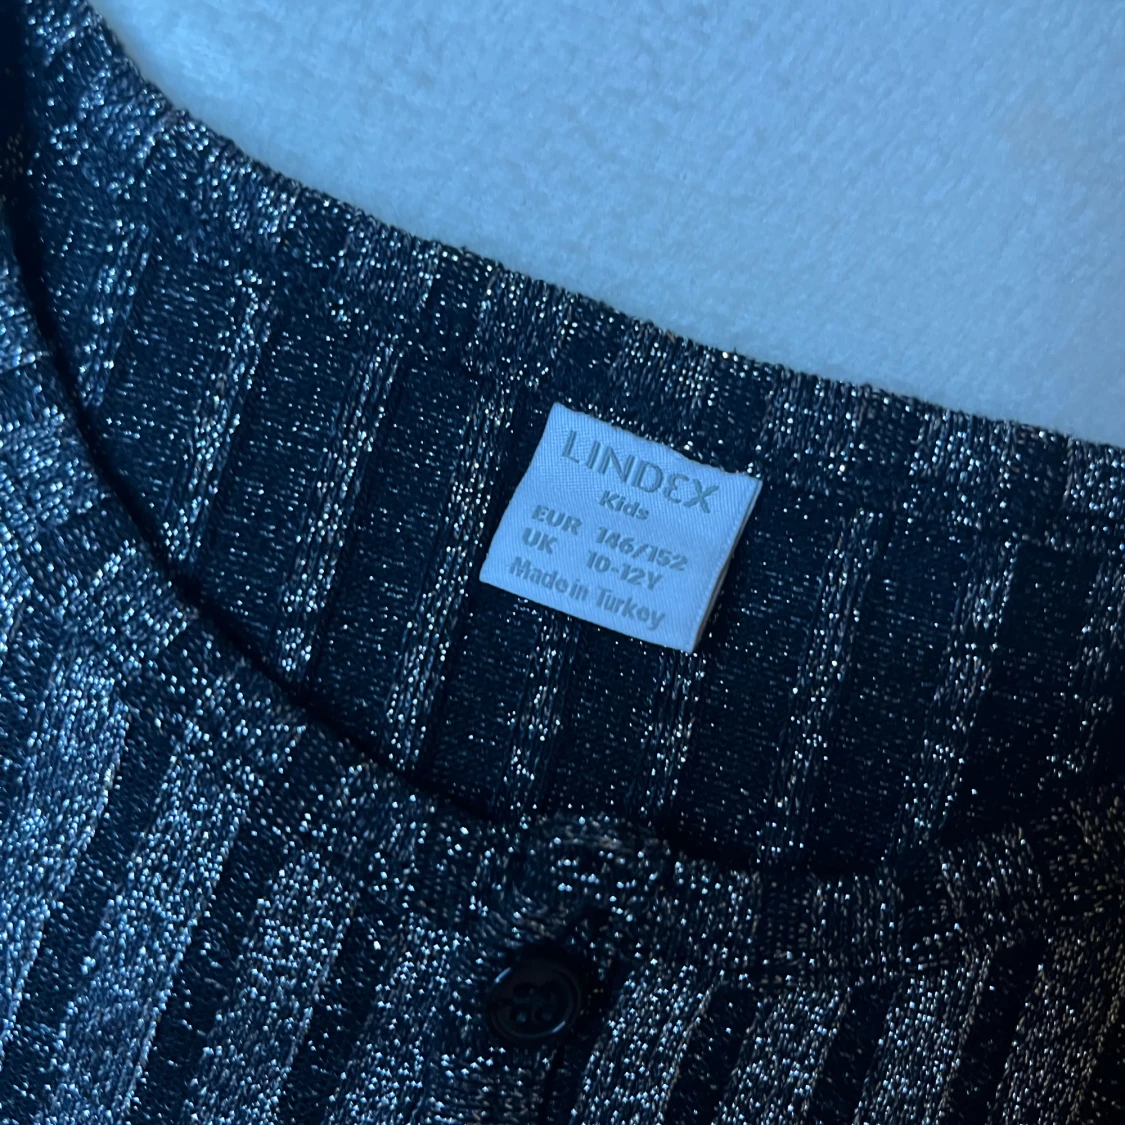 LINDEX
Kids
EUR 146/152
UK 10-12Y
Made in Turkey